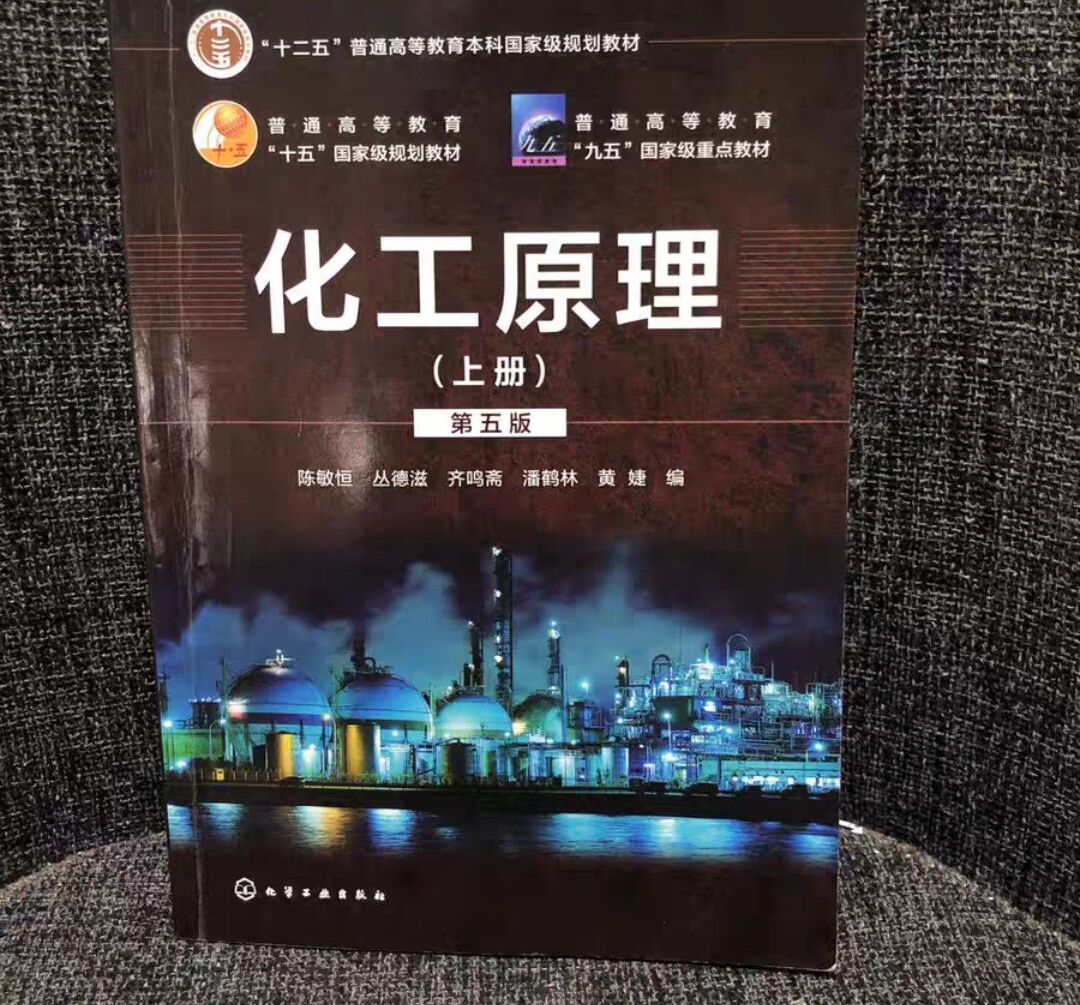 “十二五”普通高等教育本科国家级规划教材
普·通·高·等·教·育
“十五”国家级规划教材
普·通·高·等·教·育
“九五”国家级重点教材
十·五
九五
化工原理
（上册）
第五版
陈敏恒 丛德滋 齐鸣斋 潘鹤林 黄婕 编
化学工业出版社